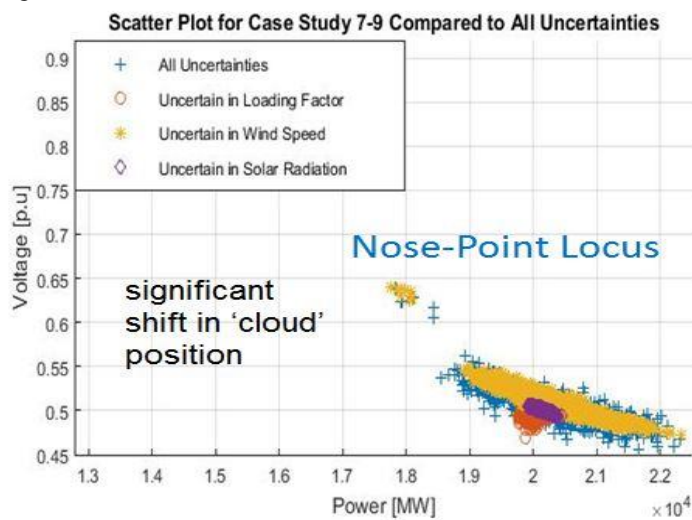 Scatter Plot for Case Study 7-9 Compared to All Uncertainties
All Uncertainties
Uncertain in Loading Factor
Uncertain in Wind Speed
Uncertain in Solar Radiation
Nose-Point Locus
significant
shift in ‘cloud’
position
Voltage [p.u]
0.9
0.85
0.8
0.75
0.7
0.65
0.6
0.55
0.5
0.45
1.3
1.4
1.5
1.6
1.7
1.8
1.9
2
2.1
2.2
×10⁴
Power [MW]